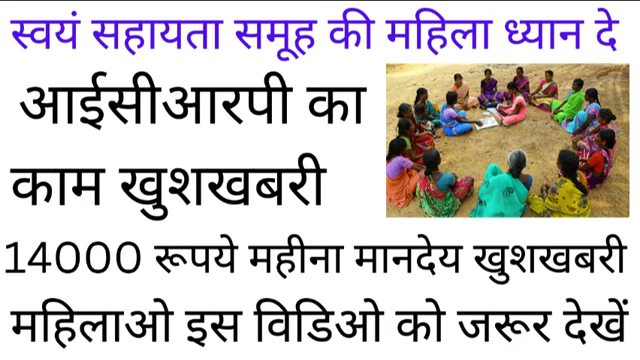 स्वयं सहायता समूह की महिला ध्यान दे
आईसीआरपी का
काम खुशखबरी
14000 रूपये महीना मानदेय खुशखबरी
महिलाओ इस विडिओ को जरूर देखें